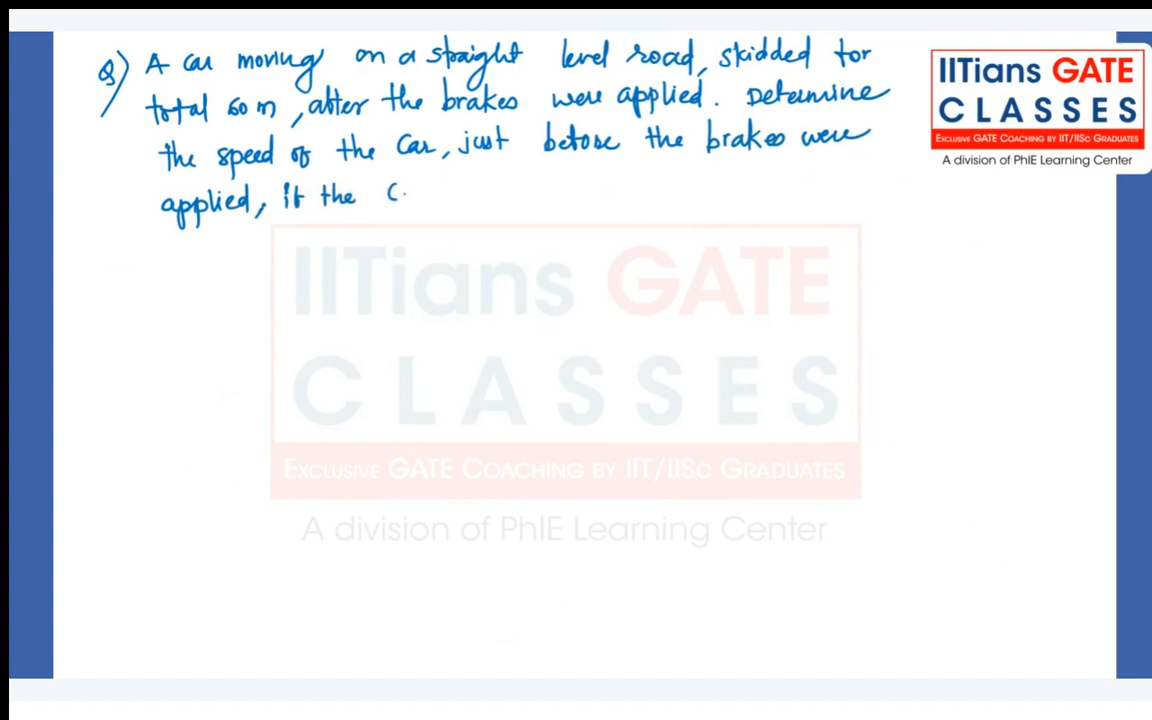 Q) A car moving on a straight level road, skidded for
total 60 m, after the brakes were applied. Determine
the speed of the car, just before the brakes were
applied, If the C.
IITians GATE
CLASSES
EXCLUSIVE GATE COACHING BY IIT/IISc GRADUATES
A division of PhIE Learning Center
IITians GATE
CLASSES
EXCLUSIVE GATE COACHING BY IIT/IISc GRADUATES
A division of PhIE Learning Center